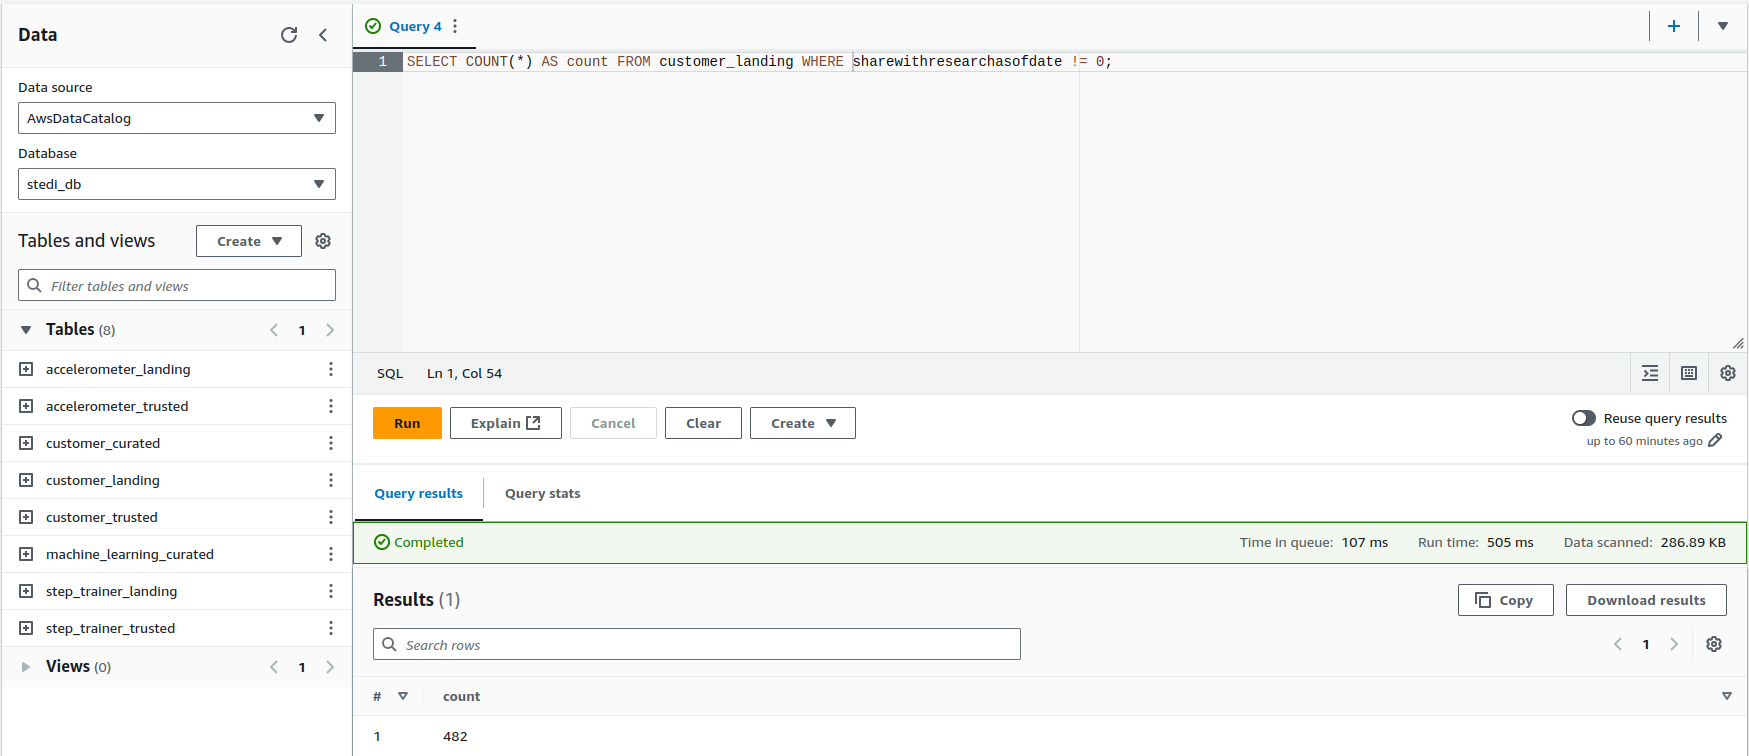 Data
Data source
AwsDataCatalog
Database
stedi_db
Tables and views
Create
Filter tables and views
Tables (8)
1
accelerometer_landing
accelerometer_trusted
customer_curated
customer_landing
customer_trusted
machine_learning_curated
step_trainer_landing
step_trainer_trusted
Views (0)
1
Query 4
1 SELECT COUNT(*) AS count FROM customer_landing WHERE sharewithresearchasofdate != 0;
SQL Ln 1, Col 54
Run Explain Cancel Clear Create
Reuse query results
up to 60 minutes ago
Query results Query stats
Completed Time in queue: 107 ms Run time: 505 ms Data scanned: 286.89 KB
Results (1) Copy Download results
Search rows 1
# count
1 482